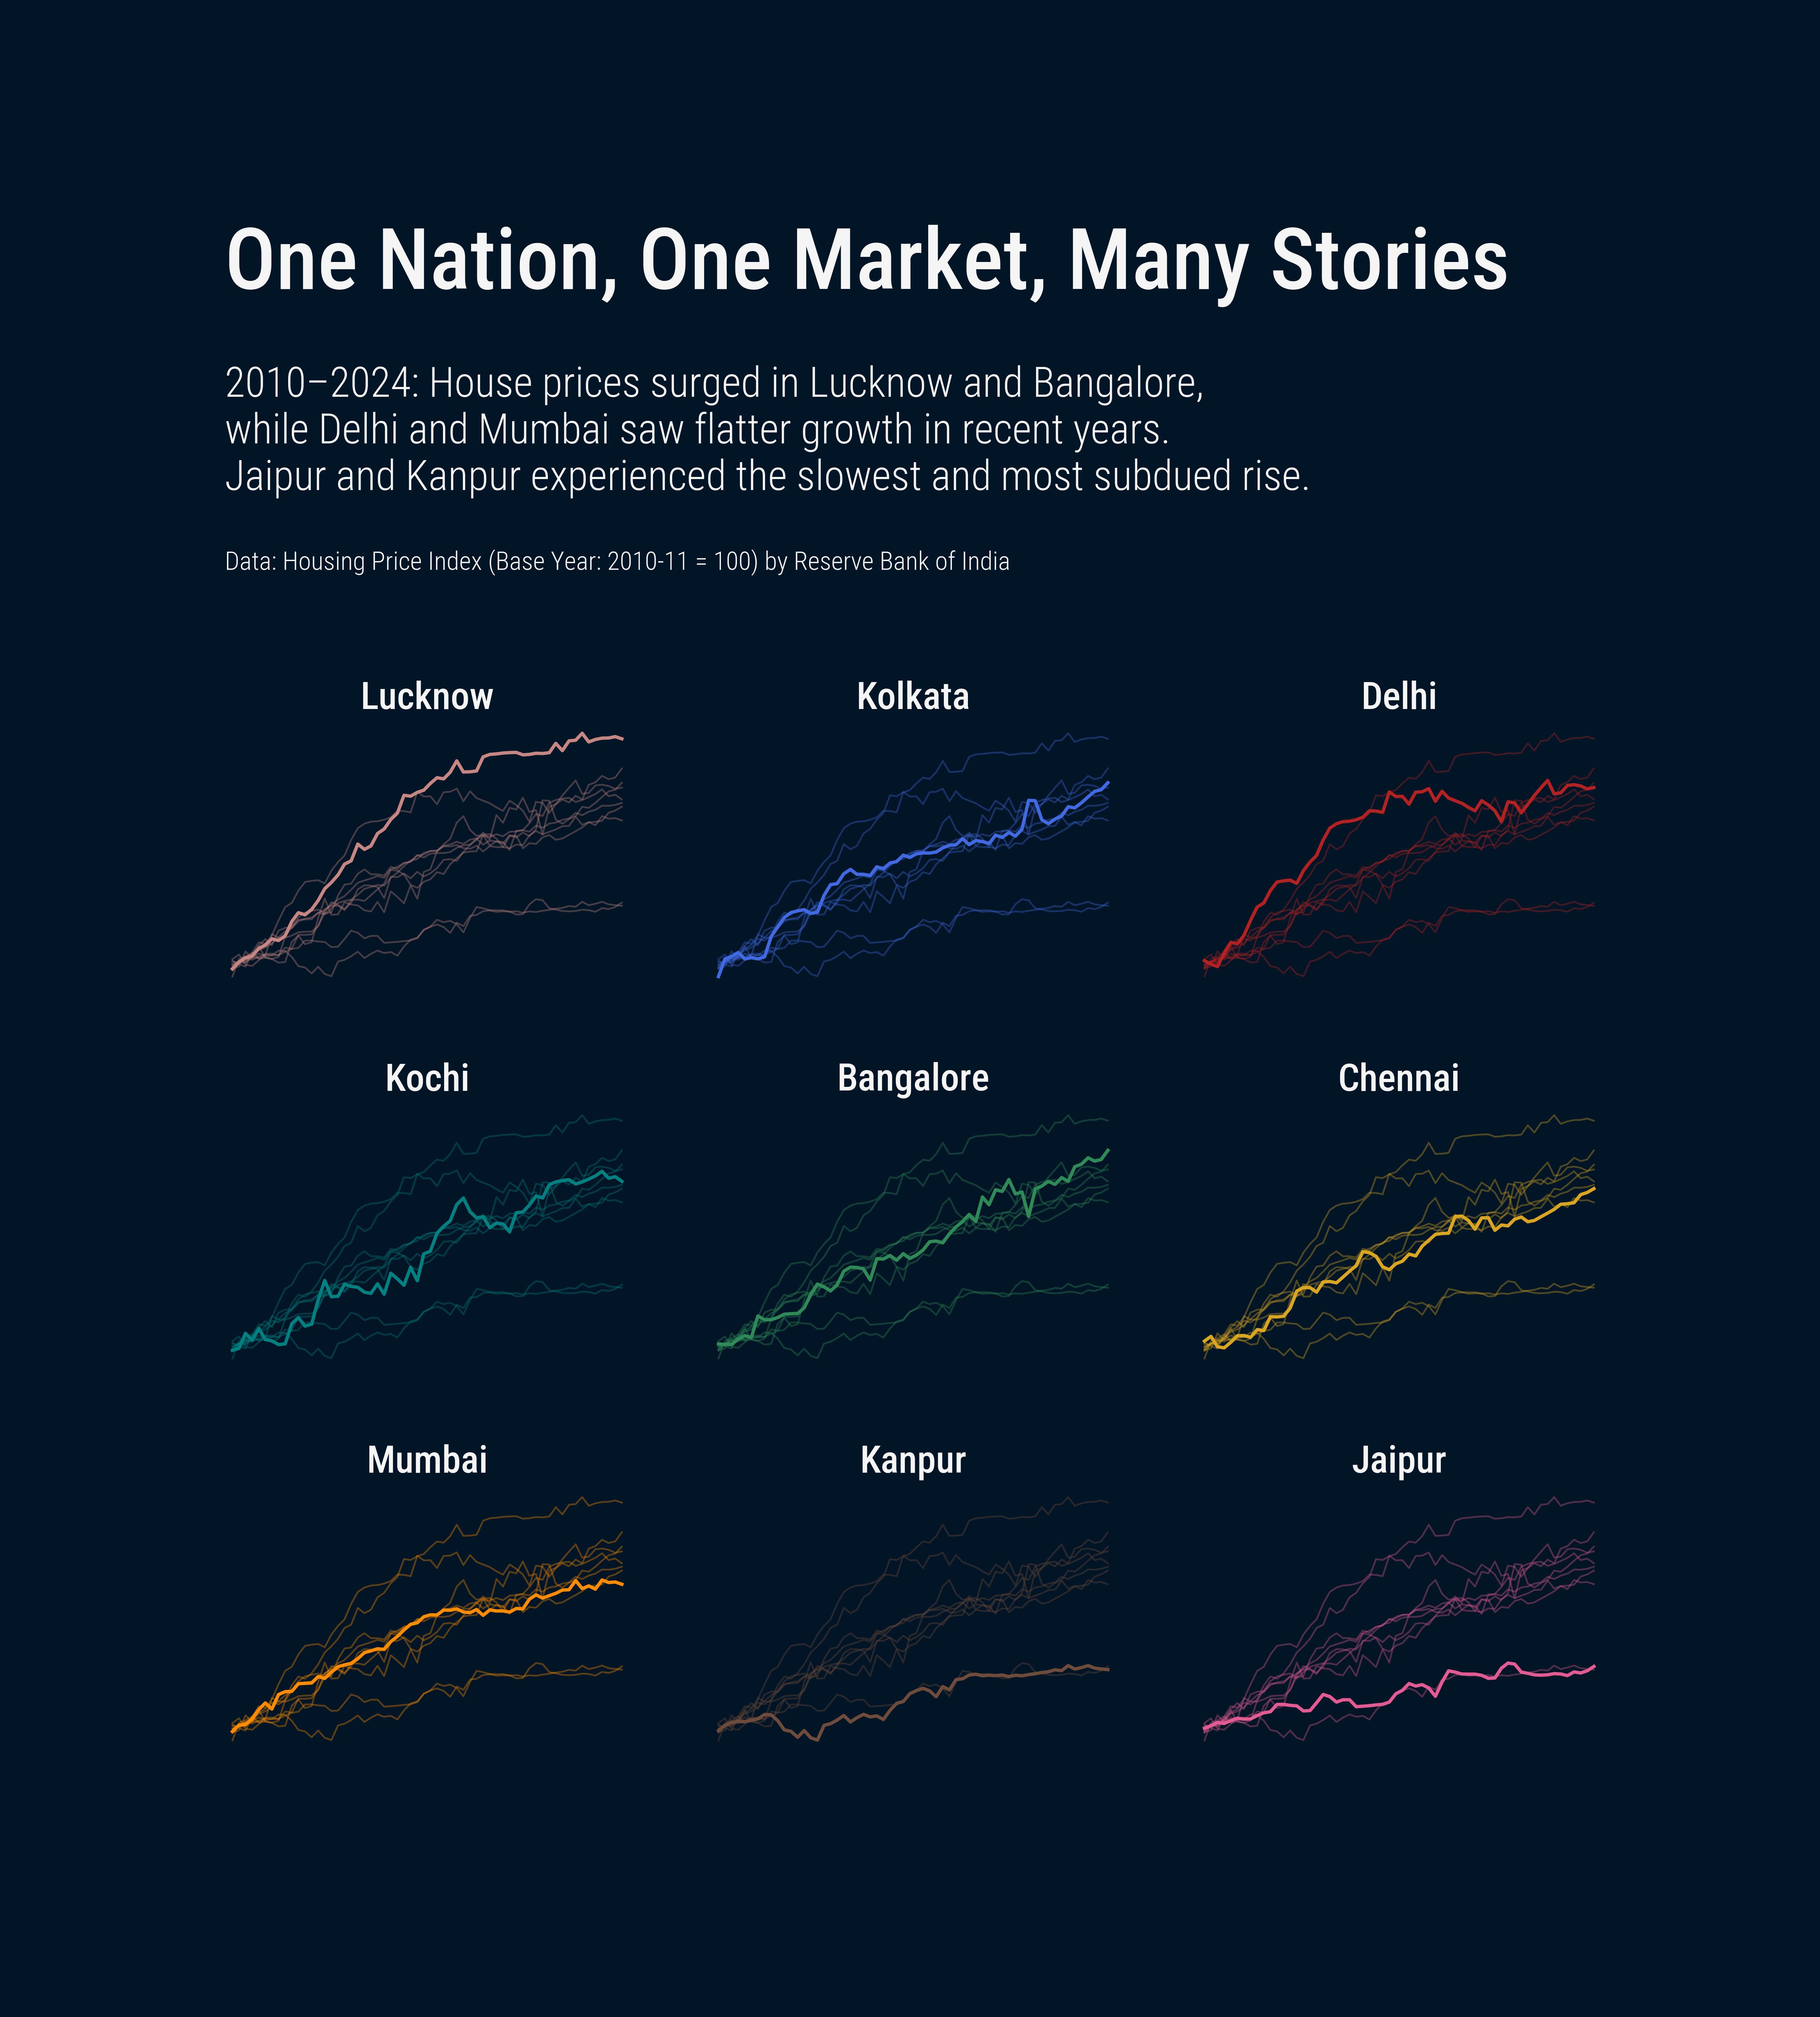 One Nation, One Market, Many Stories
2010–2024: House prices surged in Lucknow and Bangalore,
while Delhi and Mumbai saw flatter growth in recent years.
Jaipur and Kanpur experienced the slowest and most subdued rise.
Data: Housing Price Index (Base Year: 2010-11 = 100) by Reserve Bank of India
Lucknow
Kolkata
Delhi
Kochi
Bangalore
Chennai
Mumbai
Kanpur
Jaipur